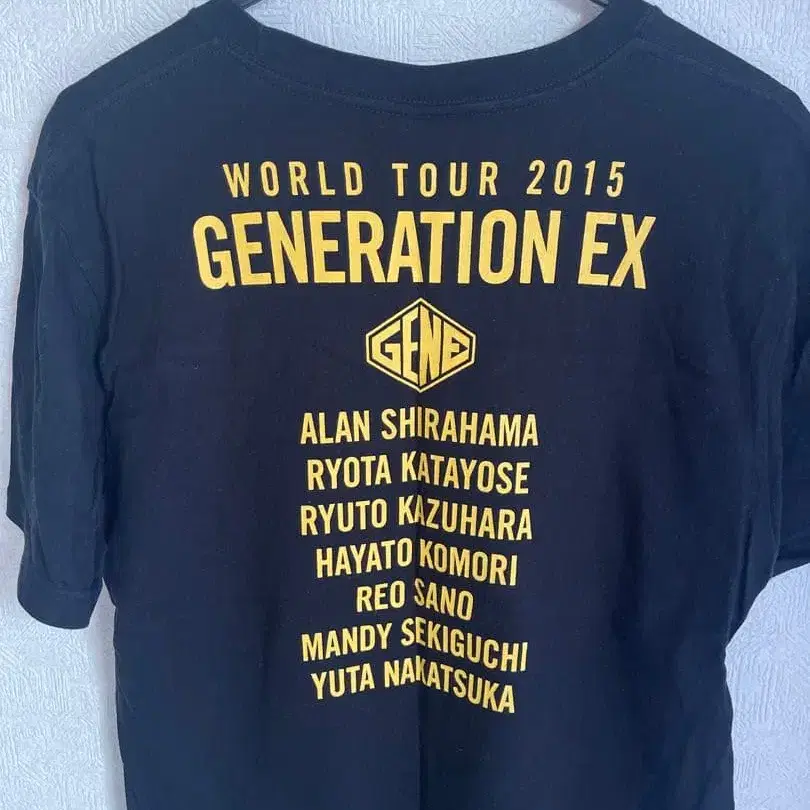 WORLD TOUR 2015
GENERATION EX
GENE
ALAN SHIRAHAMA
RYOTA KATAYOSE
RYUTO KAZUHARA
HAYATO KOMORI
REO SANO
MANDY SEKIGUCHI
YUTA NAKATSUKA